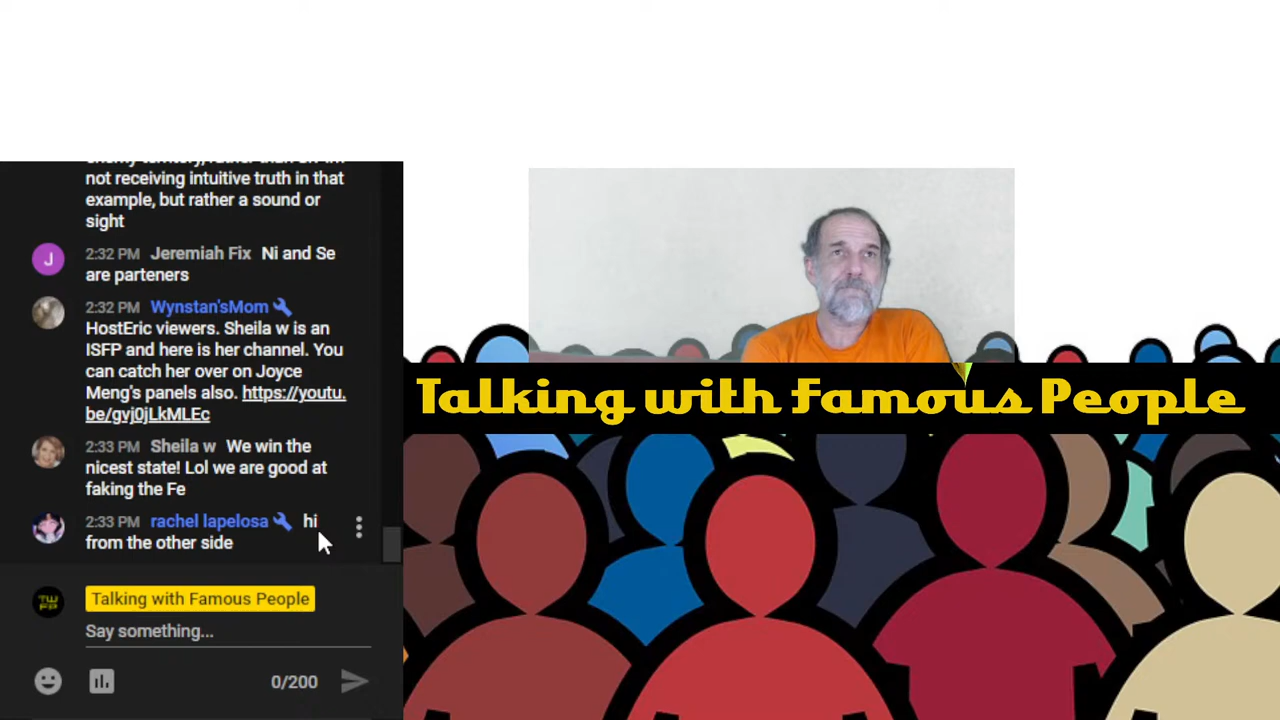 not receiving intuitive truth in that
example, but rather a sound or
sight
J
2:32 PM Jeremiah Fix Ni and Se
are parteners
2:32 PM Wynstan'sMom
HostEric viewers. Sheila w is an
ISFP and here is her channel. You
can catch her over on Joyce
Meng's panels also. https://youtu.
be/gvj0jLkMLEc
2:33 PM Sheila w We win the
nicest state! Lol we are good at
faking the Fe
2:33 PM rachel lapelosa hi
from the other side
TW
FP
Talking with Famous People
Say something...
0/200
Talking with Famous People